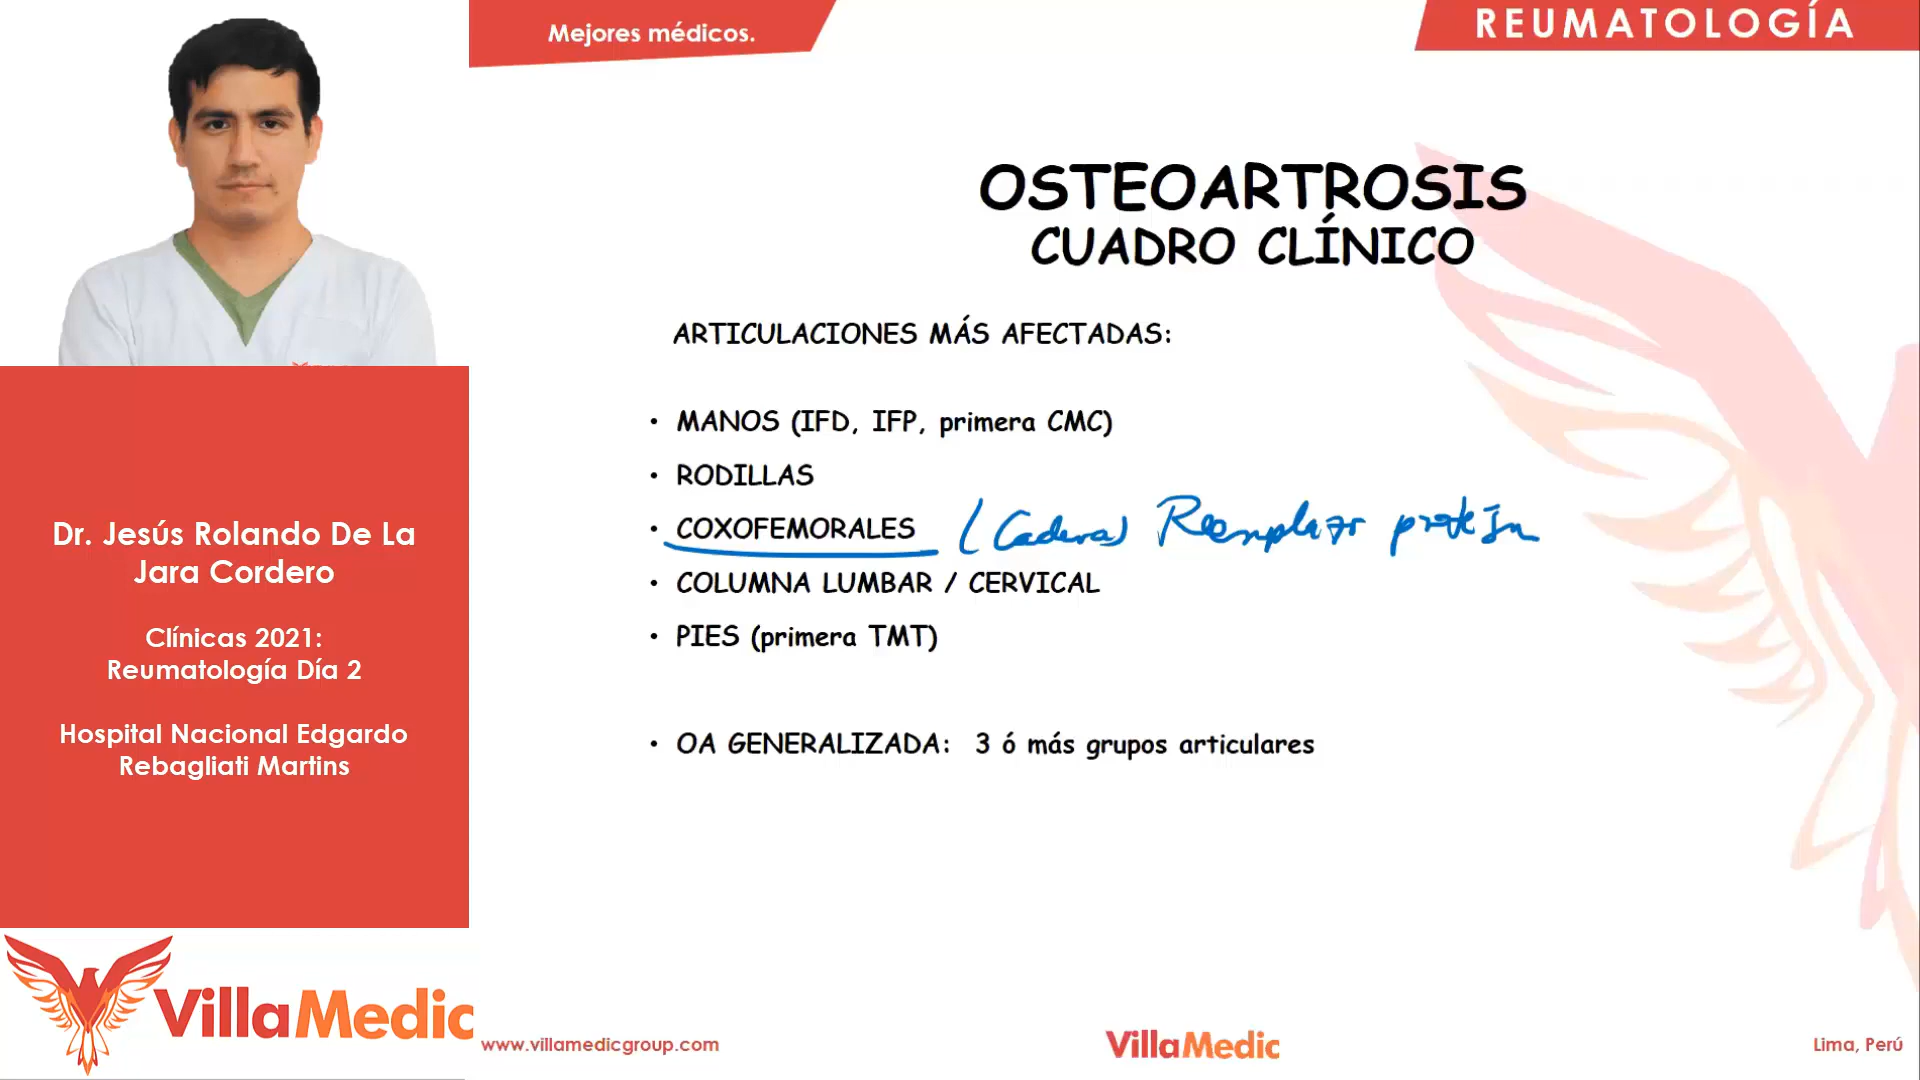 Mejores médicos.
REUMATOLOGÍA
OSTEOARTROSIS
CUADRO CLÍNICO
ARTICULACIONES MÁS AFECTADAS:
• MANOS (IFD, IFP, primera CMC)
• RODILLAS
• COXOFEMORALES (Cadera) Reemplazo
• COLUMNA LUMBAR / CERVICAL
• PIES (primera TMT)
• OA GENERALIZADA: 3 ó más grupos articulares
Dr. Jesús Rolando De La
Jara Cordero
Clínicas 2021:
Reumatología Día 2
Hospital Nacional Edgardo
Rebagliati Martins
VillaMedic
www.villamedicgroup.com
VillaMedic
Lima, Perú